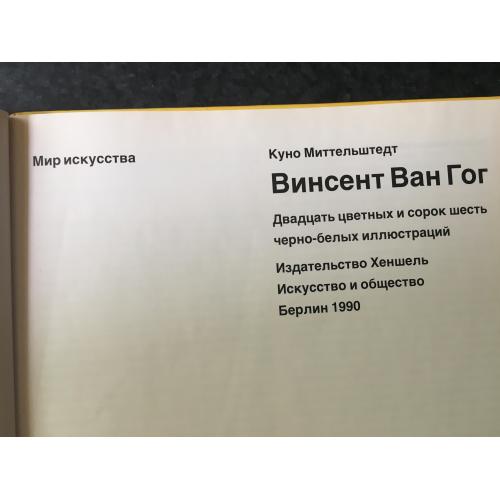 Мир искусства
Куно Миттельштедт
Винсент Ван Гог
Двадцать цветных и сорок шесть
черно-белых иллюстраций
Издательство Хеншель
Искусство и общество
Берлин 1990